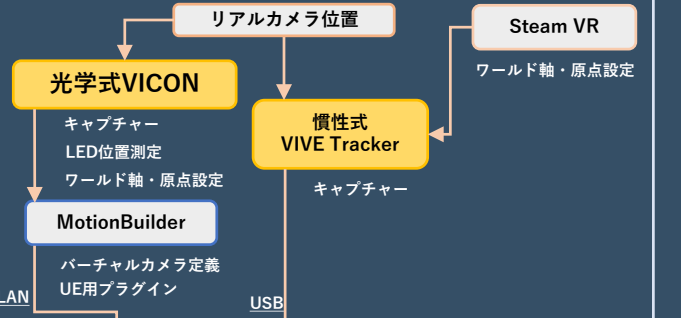 リアルカメラ位置
Steam VR
ワールド軸・原点設定
光学式VICON
キャプチャー
LED位置測定
ワールド軸・原点設定
慣性式
VIVE Tracker
キャプチャー
MotionBuilder
バーチャルカメラ定義
UE用プラグイン
LAN
USB